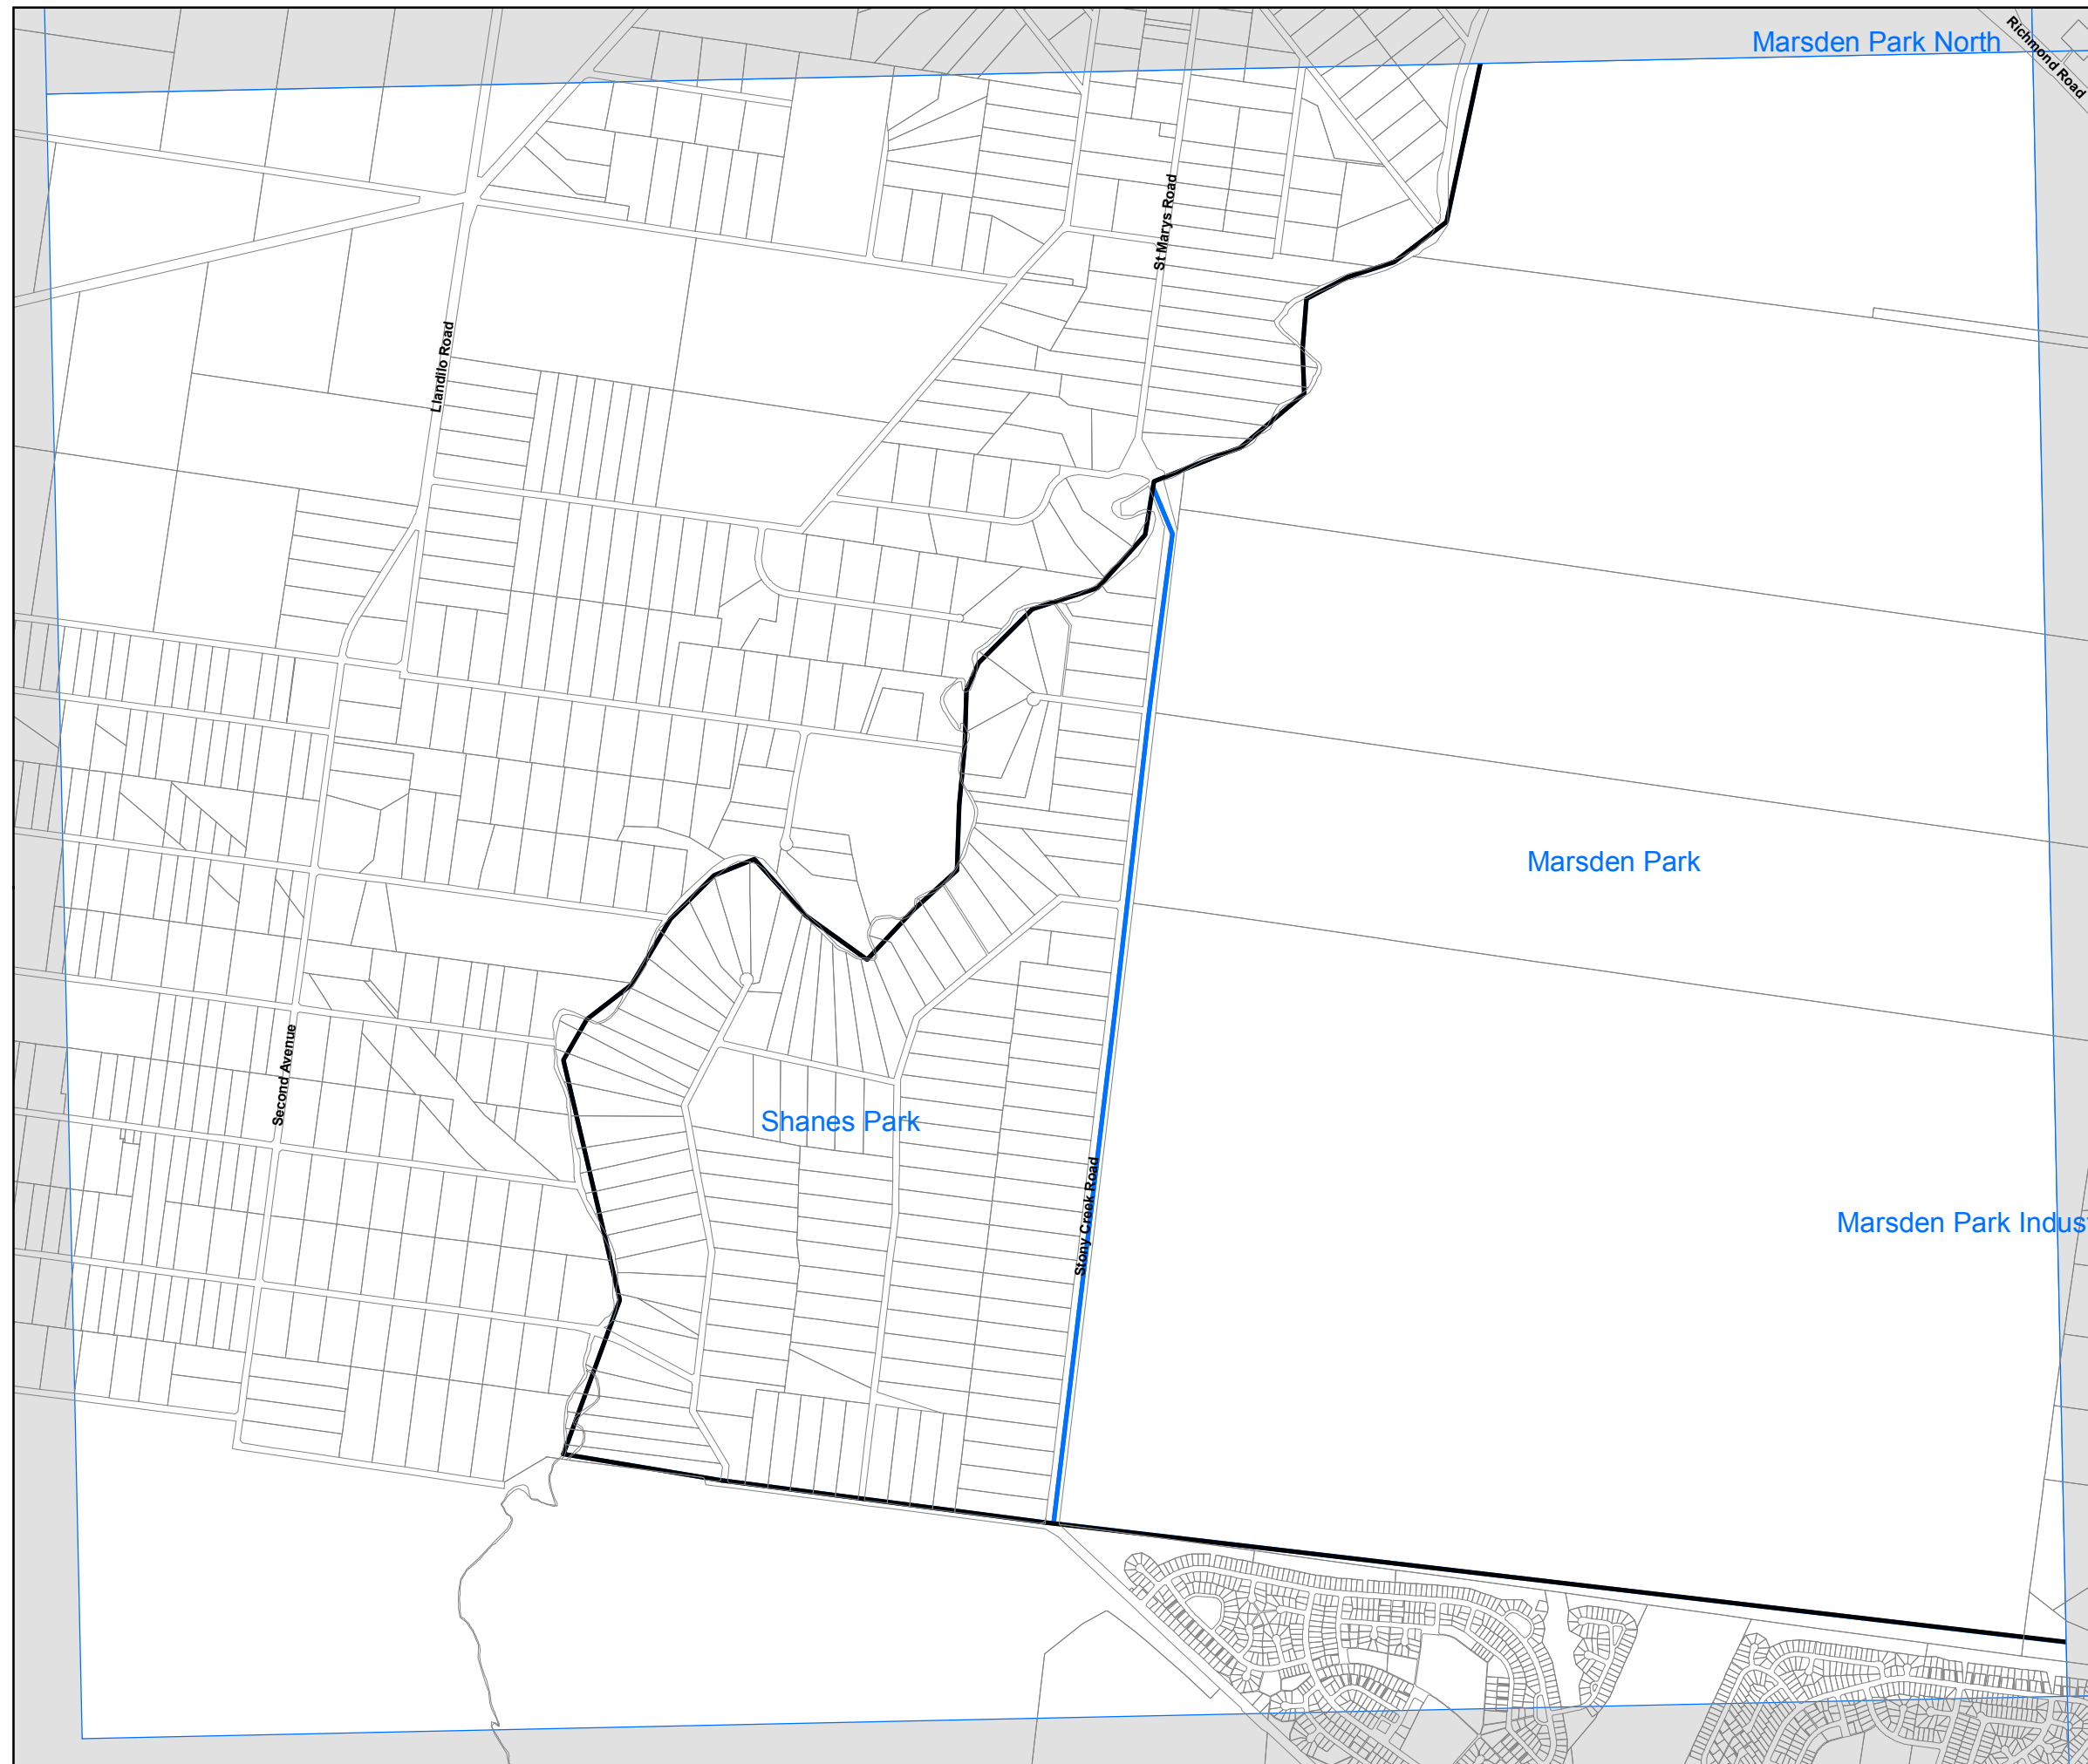 Marsden Park North
Richmond Road
St Marys Road
Llandilo Road
Marsden Park
Second Avenue
Shanes Park
Stony Creek Road
Marsden Park Indus